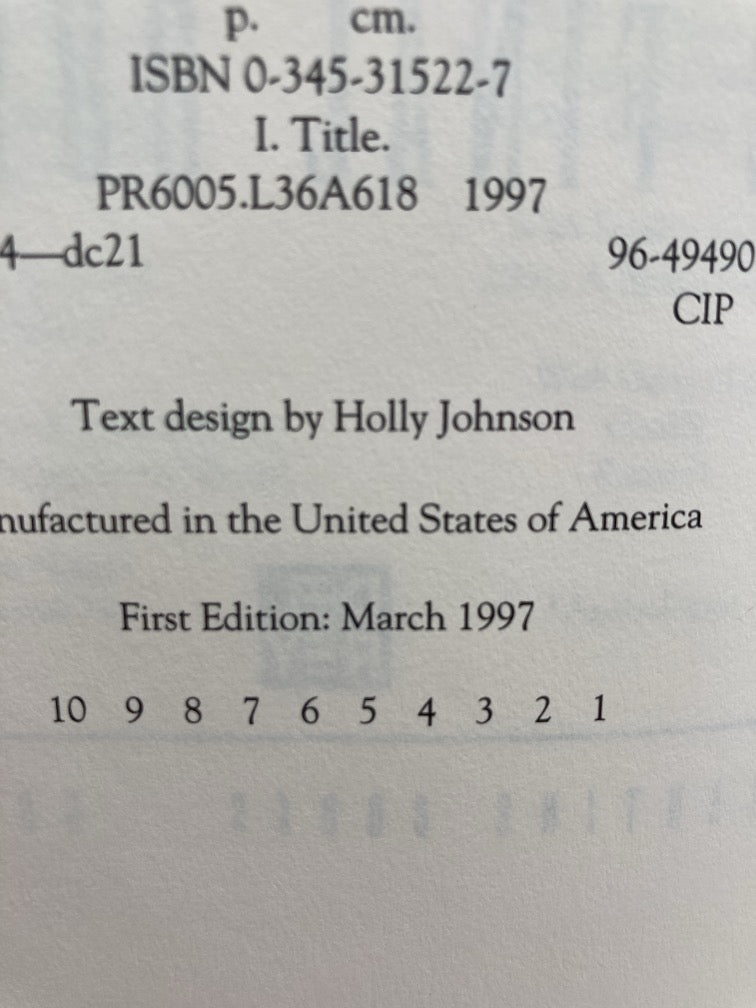 p. cm.
ISBN 0-345-31522-7
I. Title.
PR6005.L36A618 1997
4—dc21 96-49490
CIP
Text design by Holly Johnson
nufactured in the United States of America
First Edition: March 1997
10 9 8 7 6 5 4 3 2 1